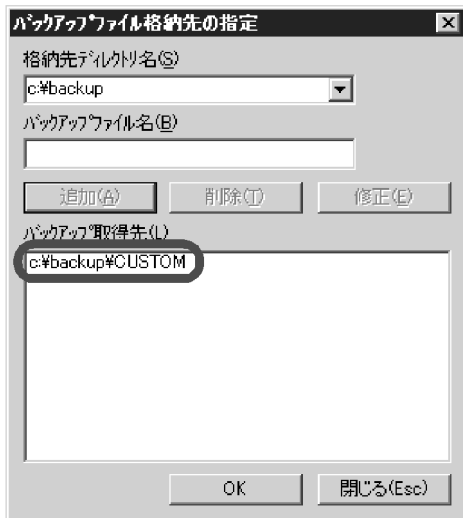 ﾊﾞｯｸｱｯﾌﾟﾌｧｲﾙ格納先の指定
格納先ﾃﾞｨﾚｸﾄﾘ名(S)
c:¥backup
ﾊﾞｯｸｱｯﾌﾟﾌｧｲﾙ名(B)
追加(A) 削除(T) 修正(E)
ﾊﾞｯｸｱｯﾌﾟ取得先(L)
c:¥backup¥CUSTOM
OK 閉じる(Esc)